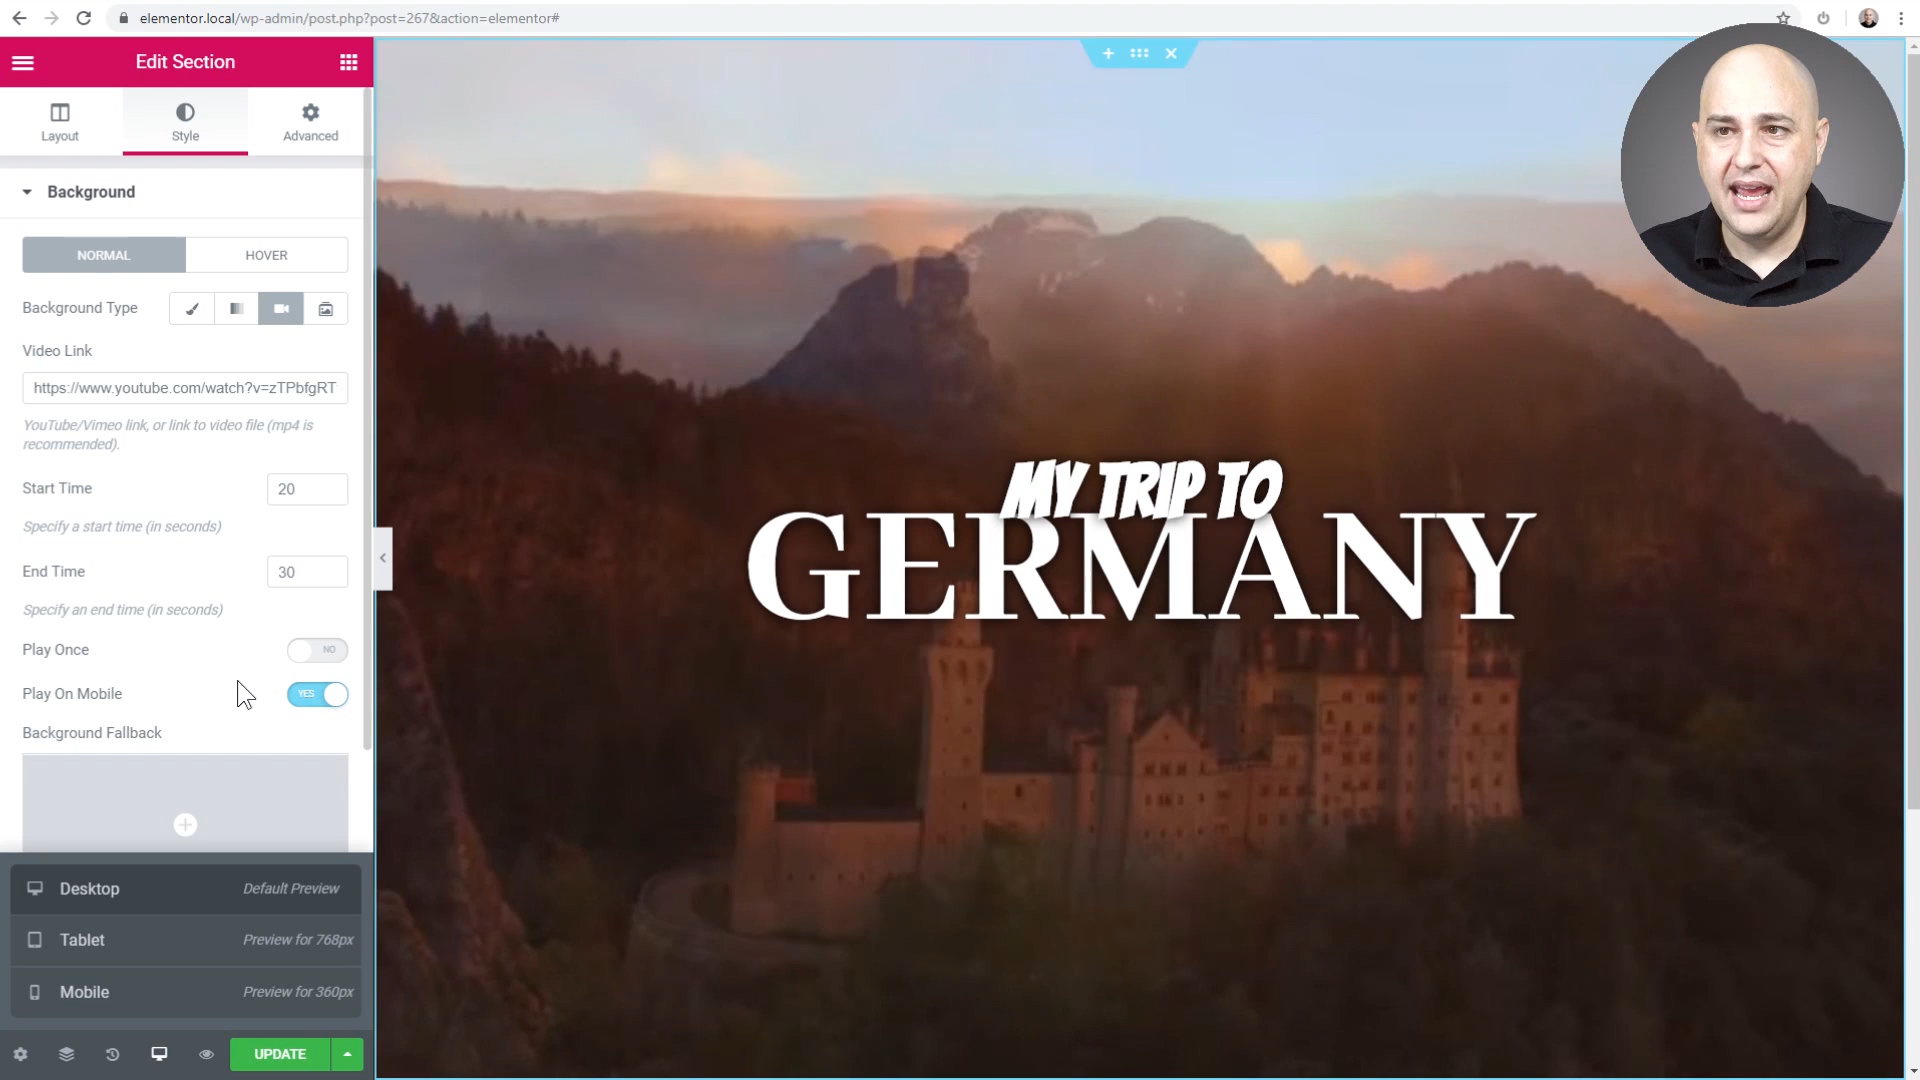 elementor.local/wp-admin/post.php?post=267&action=elementor#
Edit Section
Layout
Style
Advanced
Background
NORMAL
HOVER
Background Type
Video Link
https://www.youtube.com/watch?v=zTPbfgRT
YouTube/Vimeo link, or link to video file (mp4 is
recommended).
Start Time
20
Specify a start time (in seconds)
End Time
30
Specify an end time (in seconds)
Play Once
NO
Play On Mobile
YES
Background Fallback
Desktop
Default Preview
Tablet
Preview for 768px
Mobile
Preview for 360px
UPDATE
MY TRIP TO
GERMANY